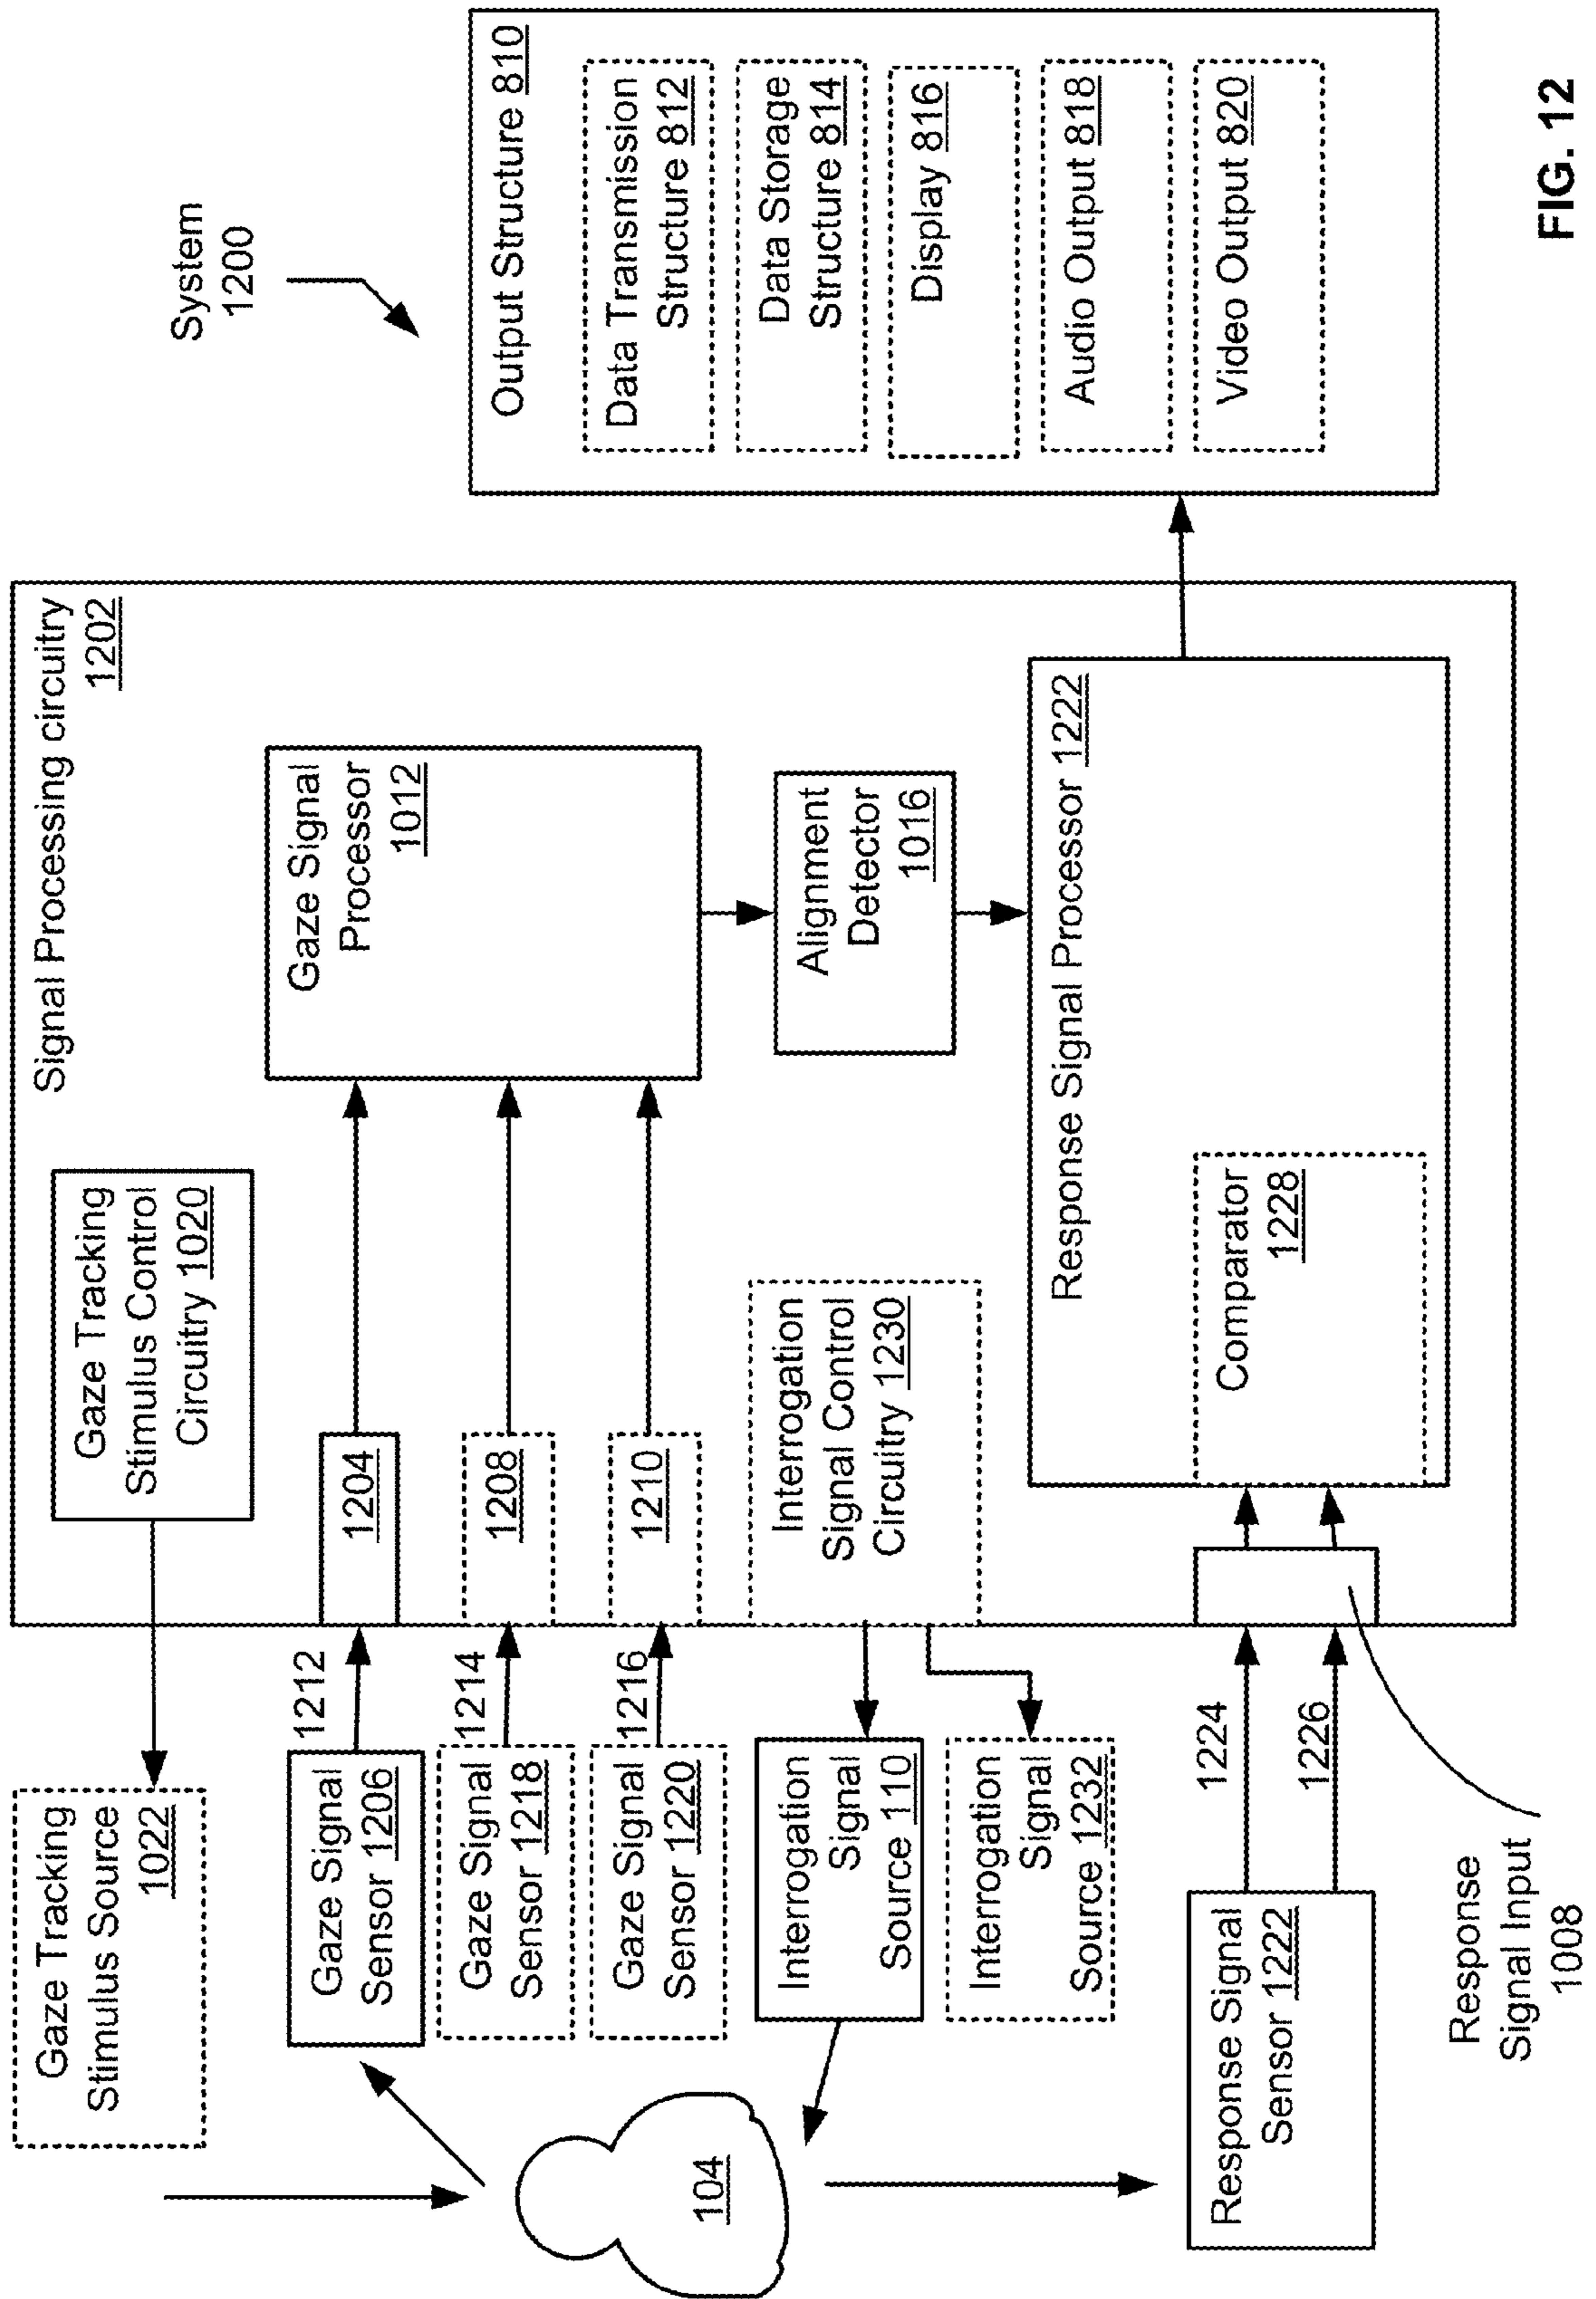 System
1200
Signal Processing circuitry
1202
Gaze Tracking
Stimulus Source
1022
Gaze Tracking
Stimulus Control
Circuitry 1020
Gaze Signal
Sensor 1206
1212
1204
Gaze Signal
Processor
1012
Gaze Signal
Sensor 1218
1214
1208
Gaze Signal
Sensor 1220
1216
1210
104
Interrogation
Signal
Source 110
Interrogation
Signal
Source 1232
Interrogation
Signal Control
Circuitry 1230
Alignment
Detector
1016
Response Signal Processor 1222
Comparator
1228
Response Signal
Sensor 1222
1224
1226
Response
Signal Input
1008
Output Structure 810
Data Transmission
Structure 812
Data Storage
Structure 814
Display 816
Audio Output 818
Video Output 820
FIG. 12